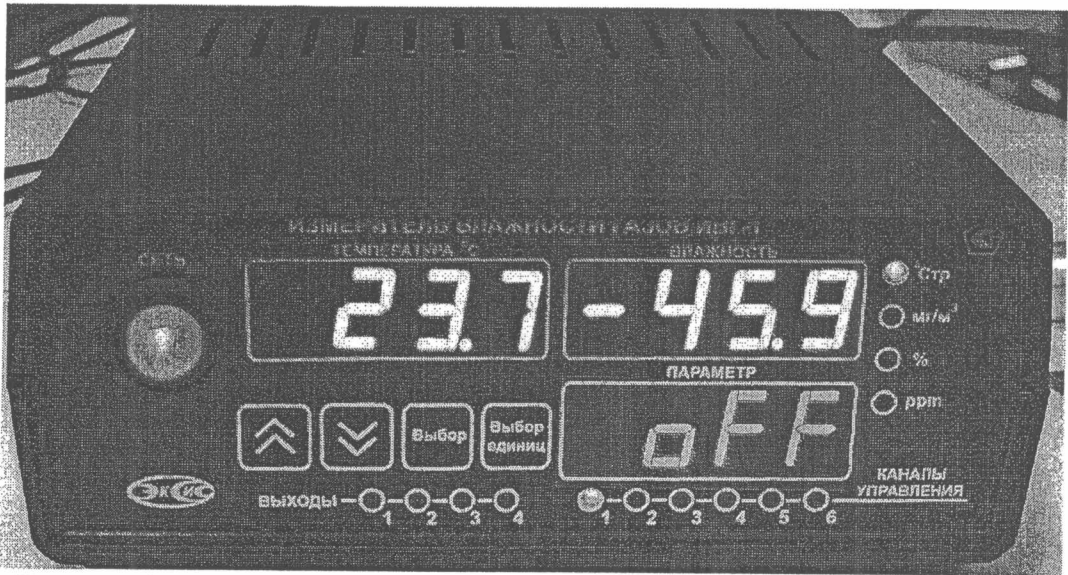 ИЗМЕРИТЕЛЬ ВЛАЖНОСТИ ГАЗОВ ИВГ-1
СЕТЬ
ТЕМПЕРАТУРА °C
ВЛАЖНОСТЬ
23.7
-45.9
°Cтр
мг/м³
%
ppm
ПАРАМЕТР
oFF
Выбор
Выбор
единиц
ЭКСИС
ВЫХОДЫ
1 2 3 4
1 2 3 4 5 6
КАНАЛЫ
УПРАВЛЕНИЯ